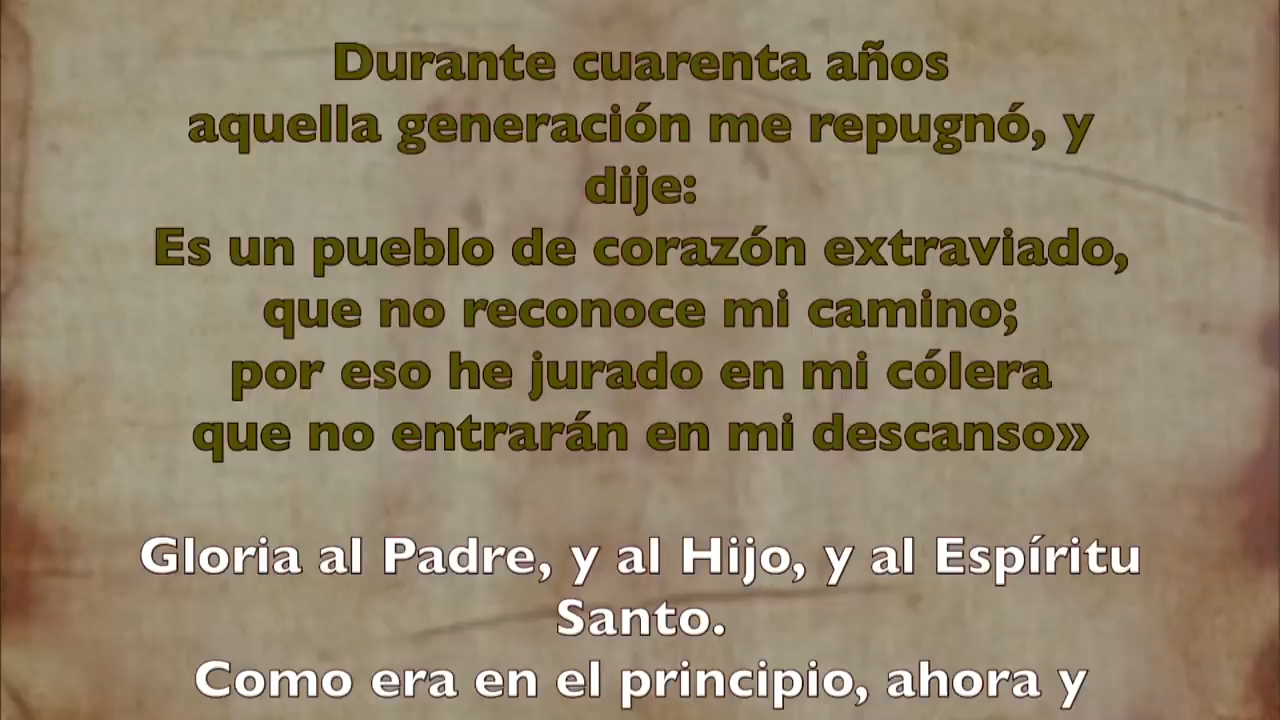 Durante cuarenta años
aquella generación me repugnó, y
dije:
Es un pueblo de corazón extraviado,
que no reconoce mi camino;
por eso he jurado en mi cólera
que no entrarán en mi descanso»
Gloria al Padre, y al Hijo, y al Espíritu
Santo.
Como era en el principio, ahora y